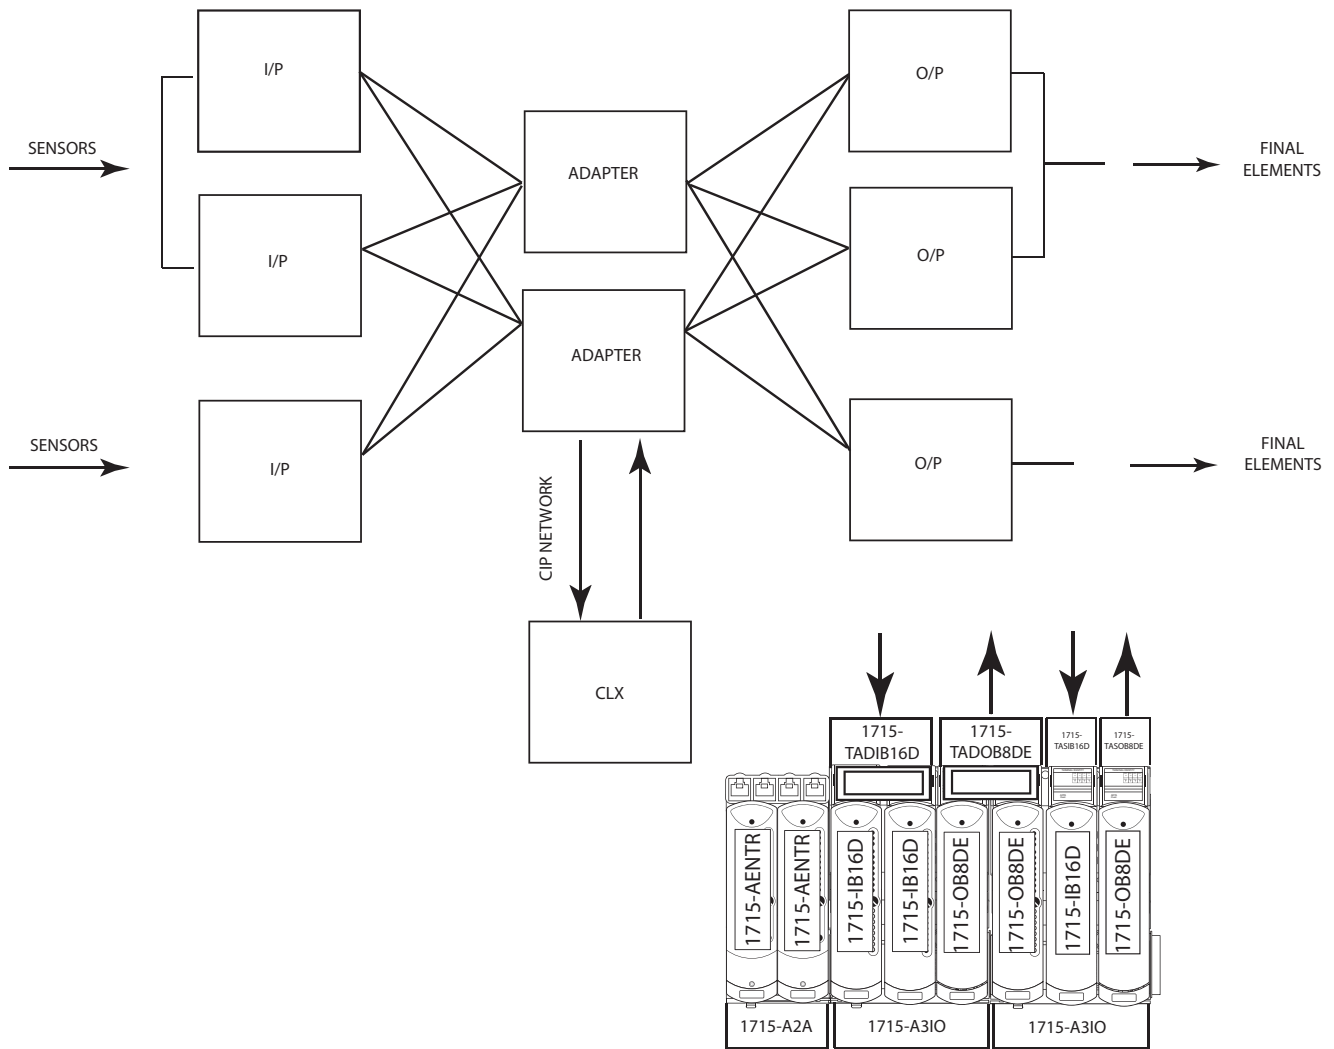 I/P
O/P
SENSORS
ADAPTER
FINAL
ELEMENTS
I/P
O/P
ADAPTER
SENSORS
I/P
O/P
FINAL
ELEMENTS
CIP NETWORK
CLX
1715-
TADIB16D
1715-
TADOB8DE
1715-
TASIB16D
1715-
TASOB8DE
1715-AENTR
1715-AENTR
1715-IB16D
1715-IB16D
1715-OB8DE
1715-OB8DE
1715-IB16D
1715-OB8DE
1715-A2A
1715-A3IO
1715-A3IO